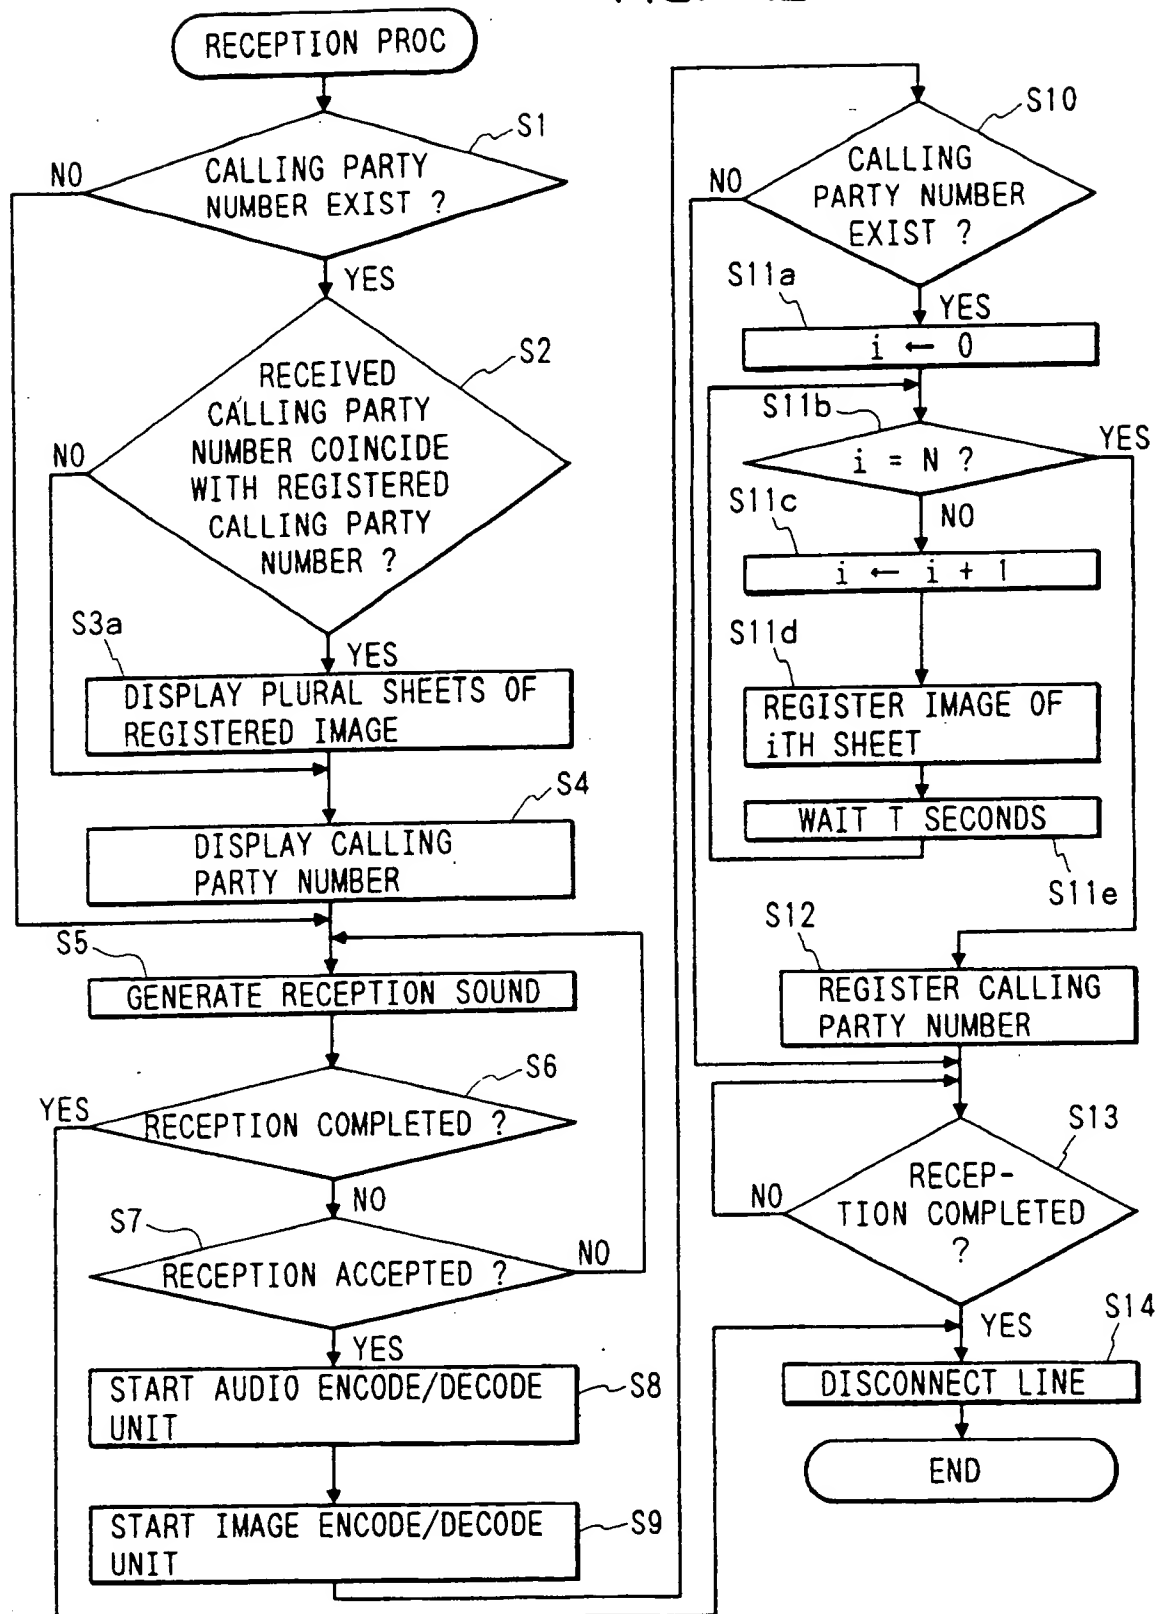 RECEPTION PROC
S1
CALLING PARTY
NUMBER EXIST ?
NO
YES
S2
RECEIVED
CALLING PARTY
NUMBER COINCIDE
WITH REGISTERED
CALLING PARTY
NUMBER ?
NO
YES
S3a
DISPLAY PLURAL SHEETS OF
REGISTERED IMAGE
S4
DISPLAY CALLING
PARTY NUMBER
S5
GENERATE RECEPTION SOUND
S6
YES
RECEPTION COMPLETED ?
NO
S7
RECEPTION ACCEPTED ?
NO
YES
START AUDIO ENCODE/DECODE
UNIT
S8
START IMAGE ENCODE/DECODE
UNIT
S9
S10
CALLING
PARTY NUMBER
EXIST ?
NO
YES
S11a
i ← 0
S11b
i = N ?
YES
NO
S11c
i ← i + 1
S11d
REGISTER IMAGE OF
iTH SHEET
WAIT T SECONDS
S11e
S12
REGISTER CALLING
PARTY NUMBER
S13
RECEP-
TION COMPLETED
?
NO
YES
S14
DISCONNECT LINE
END